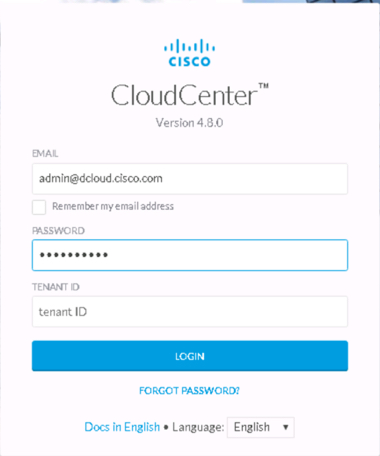 CISCO
CloudCenter™
Version 4.8.0
EMAIL
admin@dcloud.cisco.com
Remember my email address
PASSWORD
••••••••••
TENANT ID
tenant ID
LOGIN
FORGOT PASSWORD?
Docs in English • Language: English ▼